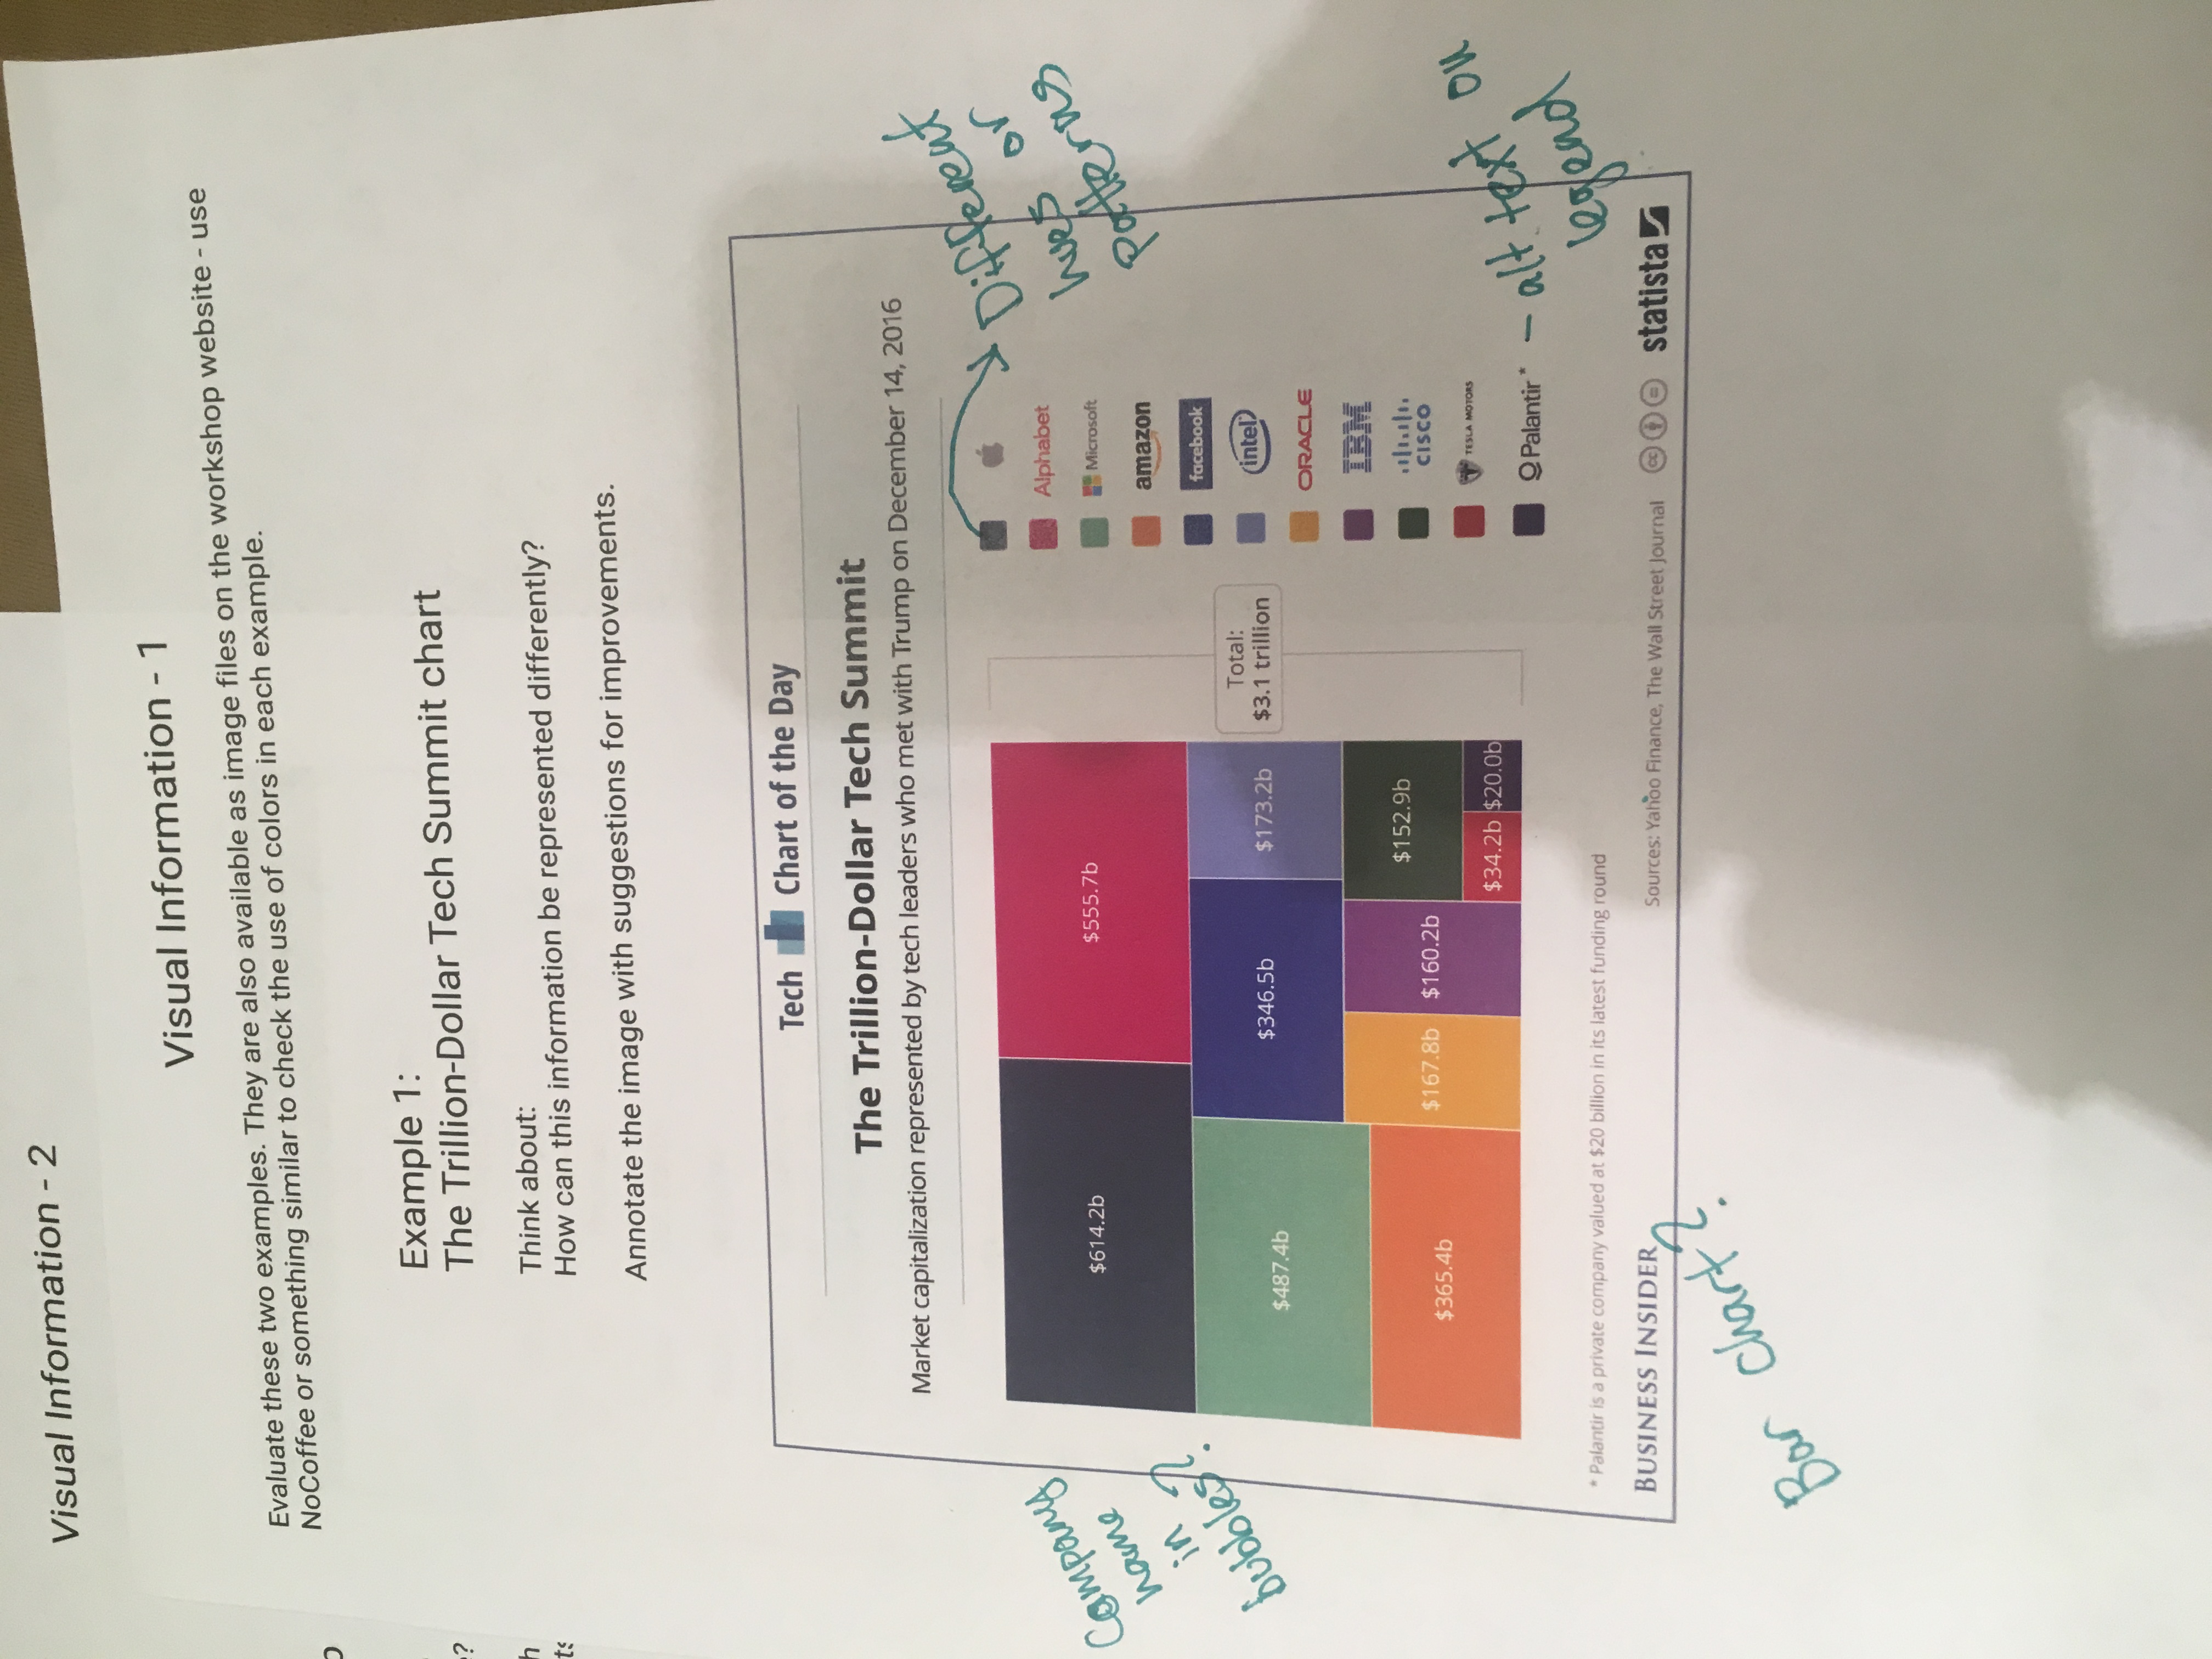 Visual Information - 2
Visual Information - 1
Evaluate these two examples. They are also available as image files on the workshop website - use
NoCoffee or something similar to check the use of colors in each example.
?
h
ts
Example 1:
The Trillion-Dollar Tech Summit chart
Think about:
How can this information be represented differently?
Annotate the image with suggestions for improvements.
Tech Chart of the Day
The Trillion-Dollar Tech Summit
Market capitalization represented by tech leaders who met with Trump on December 14, 2016
Company
name
in
bubbles?
$614.2b
$555.7b
$487.4b
$346.5b
$173.2b
$365.4b
$167.8b
$160.2b
$152.9b
$34.2b
$20.0b
Total:
$3.1 trillion
Different
hues or
patterns
Alphabet
Microsoft
amazon
facebook
intel
ORACLE
IBM
CISCO
TESLA MOTORS
Palantir*
- alt text on
legend
* Palantir is a private company valued at $20 billion in its latest funding round
BUSINESS INSIDER
Sources: Yahoo Finance, The Wall Street Journal
cc
statista
Bar chart?